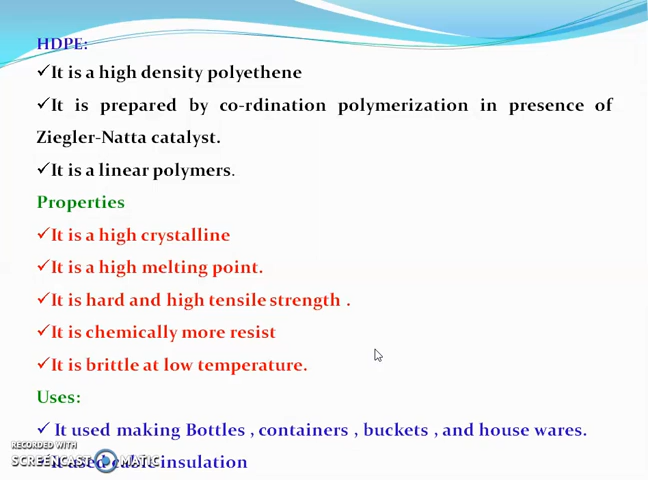 HDPE:
✓It is a high density polyethene
✓It is prepared by co-rdination polymerization in presence of
Ziegler-Natta catalyst.
✓It is a linear polymers.
Properties
✓It is a high crystalline
✓It is a high melting point.
✓It is hard and high tensile strength .
✓It is chemically more resist
✓It is brittle at low temperature.
Uses:
✓ It used making Bottles , containers , buckets , and house wares.
It used cable insulation
RECORDED WITH
SCREENCAST MATIC